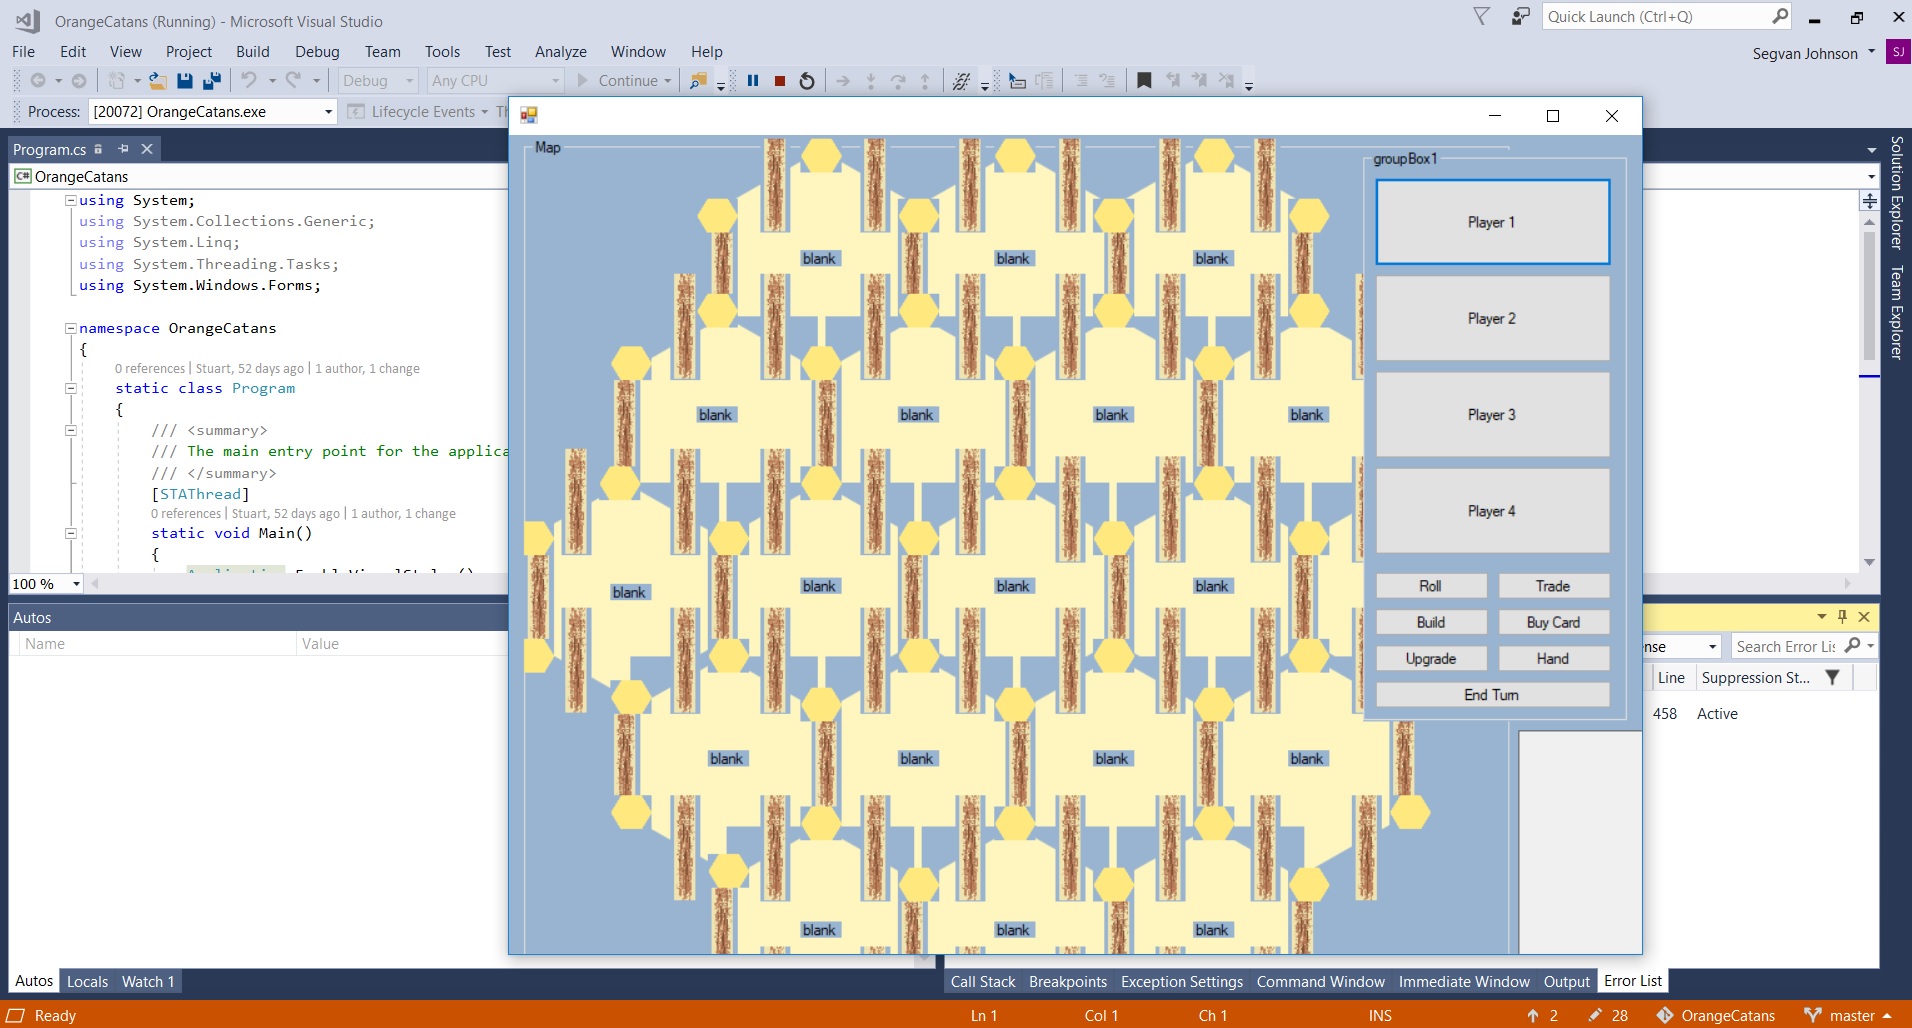 OrangeCatans (Running) - Microsoft Visual Studio
Quick Launch (Ctrl+Q)
File Edit View Project Build Debug Team Tools Test Analyze Window Help
Segvan Johnson SJ
Debug Any CPU Continue
Process: [20072] OrangeCatans.exe Lifecycle Events
Program.cs
OrangeCatans
using System;
using System.Collections.Generic;
using System.Linq;
using System.Threading.Tasks;
using System.Windows.Forms;
namespace OrangeCatans
{
0 references | Stuart, 52 days ago | 1 author, 1 change
static class Program
{
/// <summary>
/// The main entry point for the applica
/// </summary>
[STAThread]
0 references | Stuart, 52 days ago | 1 author, 1 change
static void Main()
{
100 %
Autos
Name Value
Autos Locals Watch 1
Map
blank blank blank
blank blank blank blank
blank blank blank blank
blank blank blank blank
blank blank blank
groupBox1
Player 1
Player 2
Player 3
Player 4
Roll Trade
Build Buy Card
Upgrade Hand
End Turn
Solution Explorer
Team Explorer
Search Error Li
Line Suppression St...
458 Active
Call Stack Breakpoints Exception Settings Command Window Immediate Window Output Error List
Ready Ln 1 Col 1 Ch 1 INS 2 28 OrangeCatans master